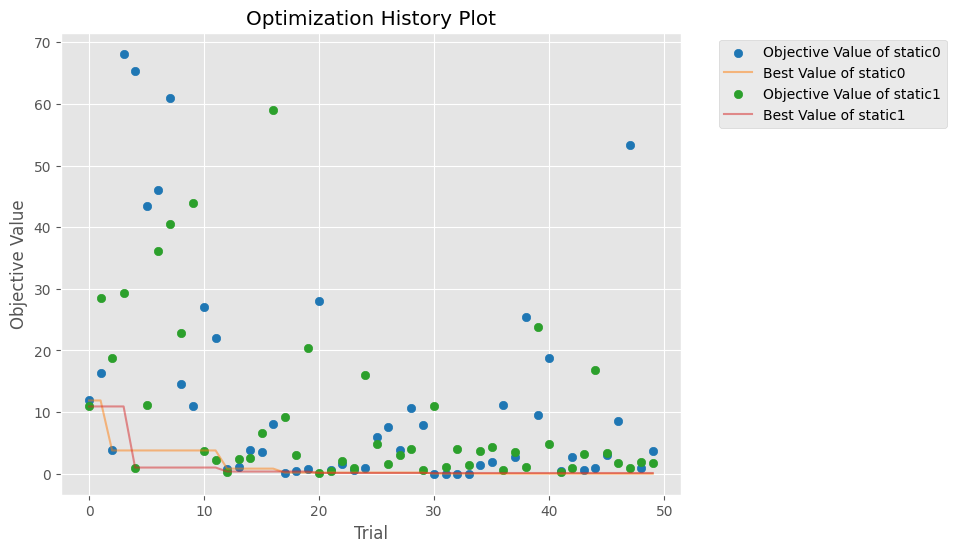 Optimization History Plot
Objective Value of static0
Best Value of static0
Objective Value of static1
Best Value of static1
Objective Value
70
60
50
40
30
20
10
0
0
10
20
30
40
50
Trial